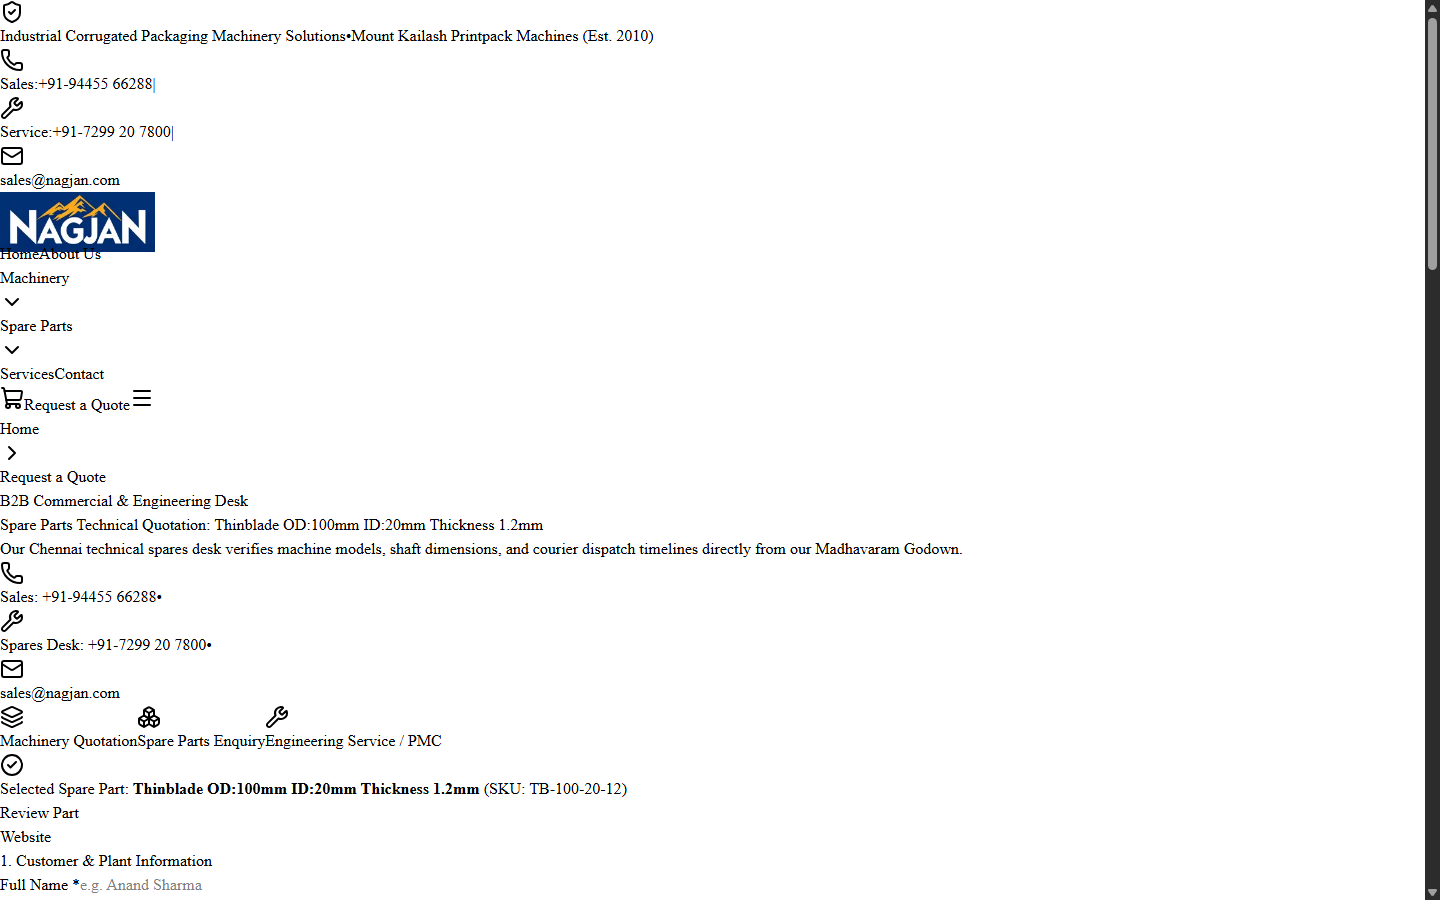 Industrial Corrugated Packaging Machinery Solutions•Mount Kailash Printpack Machines (Est. 2010)
Sales:+91-94455 66288|
Service:+91-7299 20 7800|
sales@nagjan.com
NAGJAN
HomeAbout Us
Machinery
Spare Parts
ServicesContact
Request a Quote
Home
Request a Quote
B2B Commercial & Engineering Desk
Spare Parts Technical Quotation: Thinblade OD:100mm ID:20mm Thickness 1.2mm
Our Chennai technical spares desk verifies machine models, shaft dimensions, and courier dispatch timelines directly from our Madhavaram Godown.
Sales: +91-94455 66288•
Spares Desk: +91-7299 20 7800•
sales@nagjan.com
Machinery QuotationSpare Parts EnquiryEngineering Service / PMC
Selected Spare Part: Thinblade OD:100mm ID:20mm Thickness 1.2mm (SKU: TB-100-20-12)
Review Part
Website
1. Customer & Plant Information
Full Name *e.g. Anand Sharma